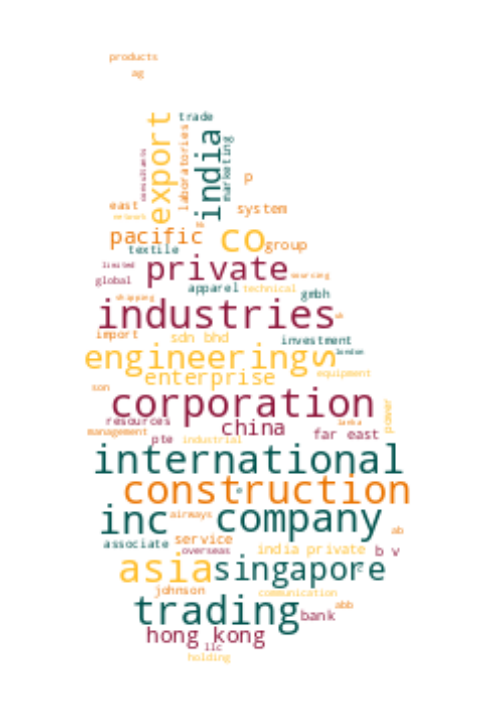 products
ag
trade
export
india
laboratories
marketing
consultants
p
east
system
network
pacific
co
group
textile
limited
private
sourcing
global
apparel
technical
gmbh
shipping
industries
uk
import
sdn bhd
investment
engineering
s
london
enterprise
equipment
son
corporation
power
resources
china
lanka
management
pte
industrial
far east
international
construction
inc
airways
company
ab
associate
service
overseas
india private
b v
asia
singapore
johnson
communication
trading
abb
bank
hong kong
llc
holding